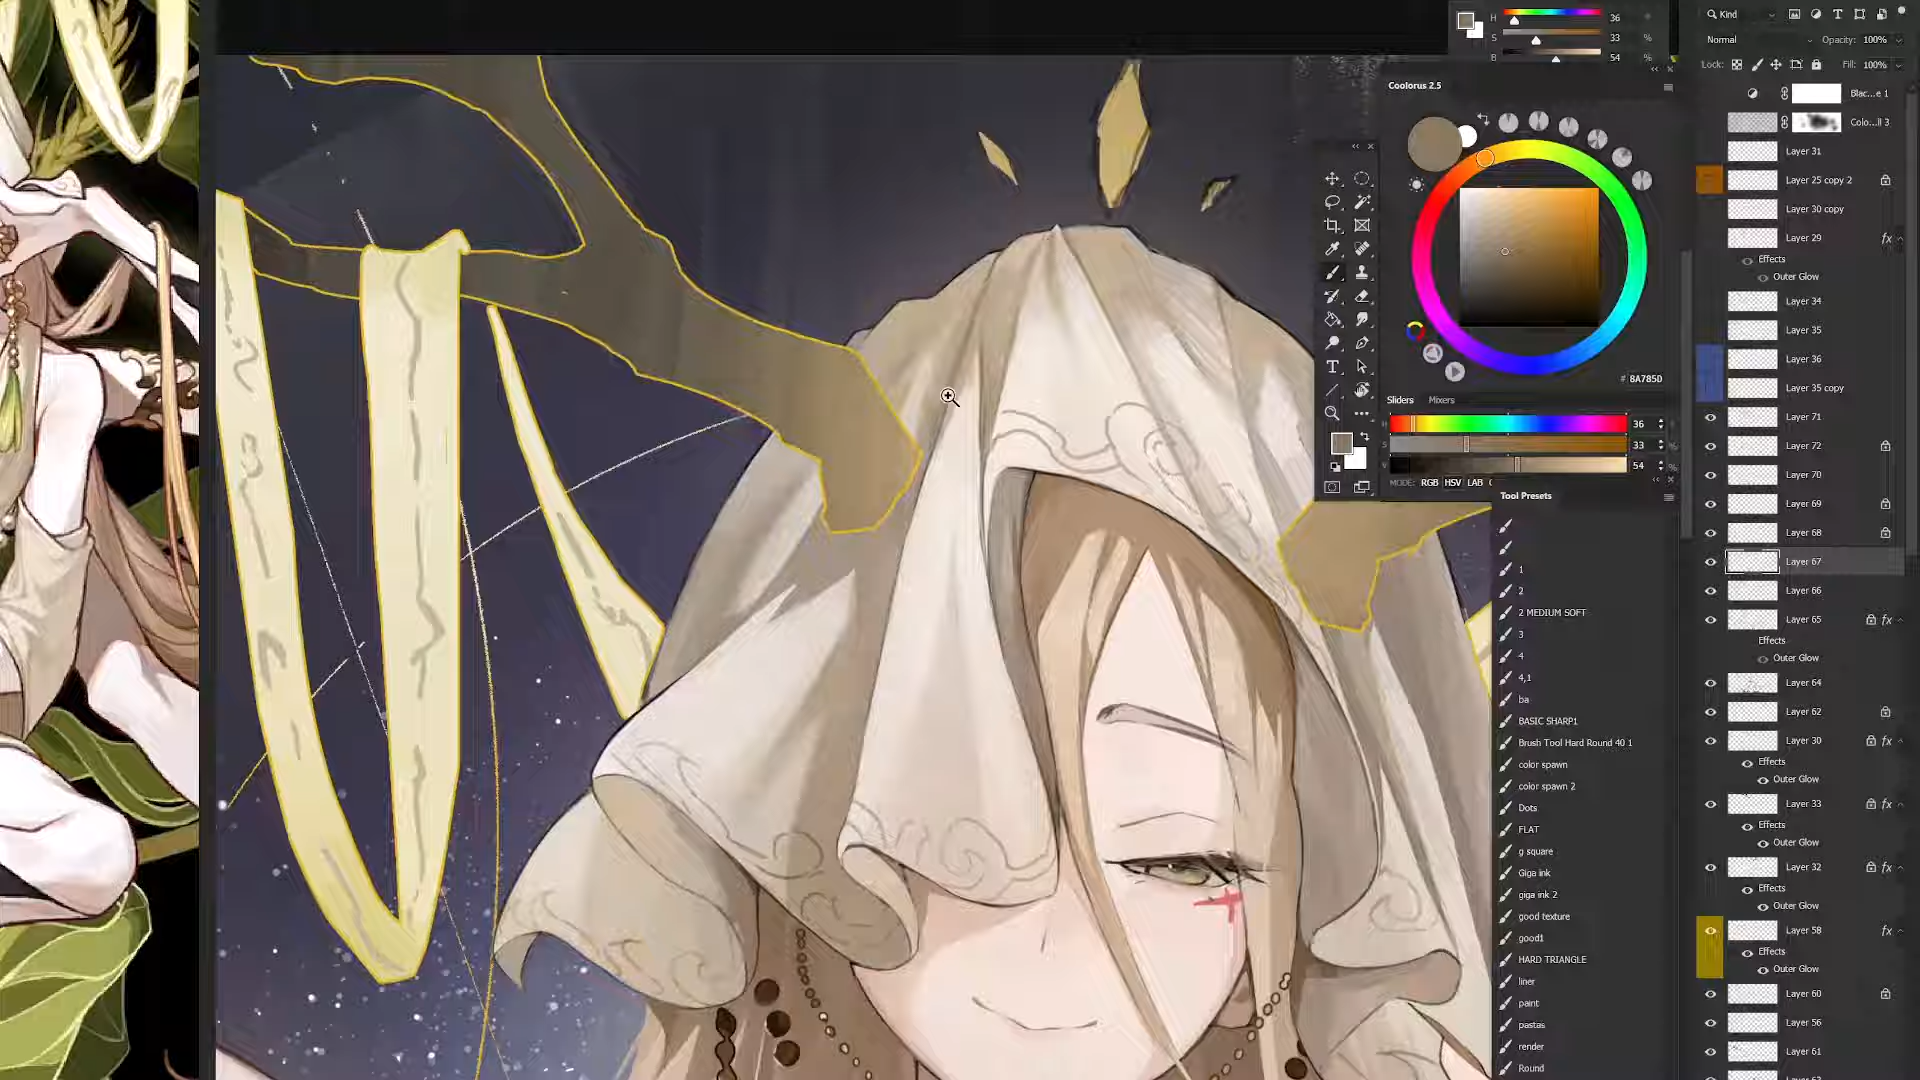 H 36
S 33 %
B 54 %
Coolorus 2.5
# 8A785D
Sliders Mixers
H 36
S 33 %
V 54 %
MODE: RGB HSV LAB
Tool Presets
1
2
2 MEDIUM SOFT
3
4
4,1
ba
BASIC SHARP1
Brush Tool Hard Round 40 1
color spawn
color spawn 2
Dots
FLAT
g square
Giga ink
giga ink 2
good texture
good1
HARD TRIANGLE
liner
paint
pastas
render
Round
Kind
Normal Opacity: 100%
Lock: Fill: 100%
Blac...e 1
Colo...ll 3
Layer 31
Layer 25 copy 2
Layer 30 copy
Layer 29 fx
Effects
Outer Glow
Layer 34
Layer 35
Layer 36
Layer 35 copy
Layer 71
Layer 72
Layer 70
Layer 69
Layer 68
Layer 67
Layer 66
Layer 65 fx
Effects
Outer Glow
Layer 64
Layer 62
Layer 30 fx
Effects
Outer Glow
Layer 33 fx
Effects
Outer Glow
Layer 32 fx
Effects
Outer Glow
Layer 58 fx
Effects
Outer Glow
Layer 60
Layer 56
Layer 61